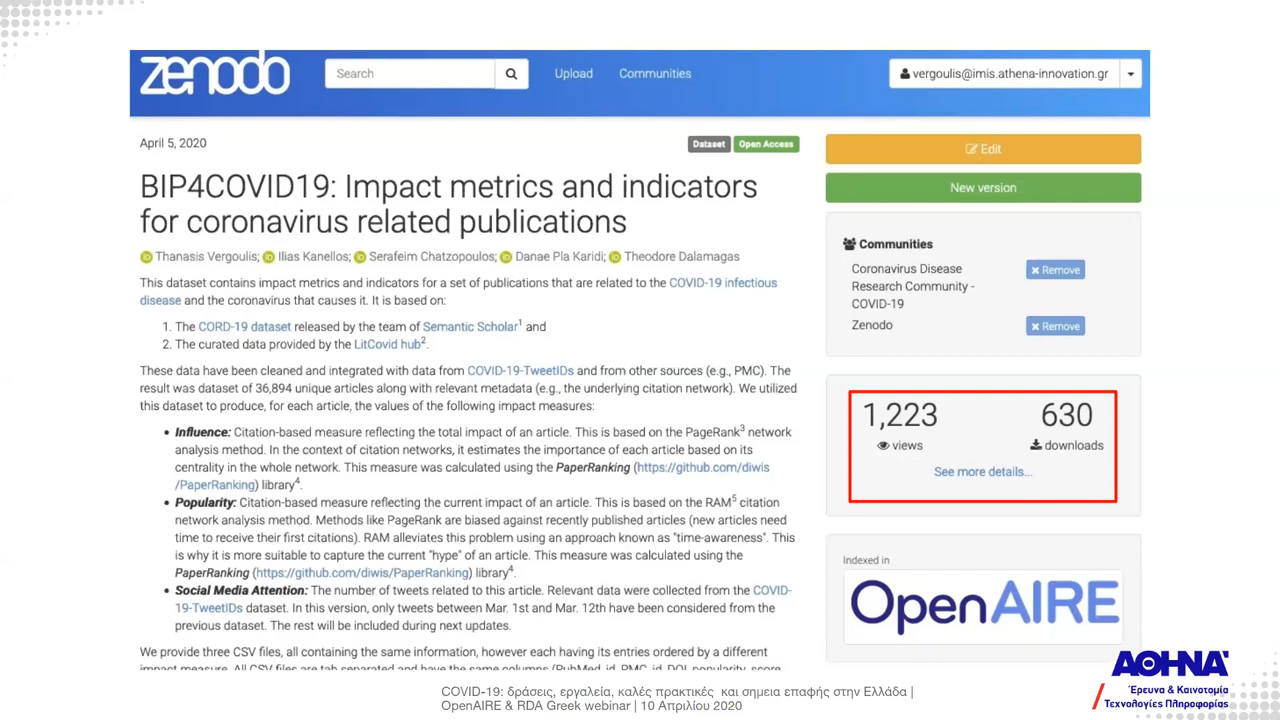 zenodo
Search
Upload
Communities
vergoulis@imis.athena-innovation.gr
April 5, 2020
Dataset
Open Access
BIP4COVID19: Impact metrics and indicators
for coronavirus related publications
Thanasis Vergoulis; Ilias Kanellos; Serafeim Chatzopoulos; Danae Pla Karidi; Theodore Dalamagas
This dataset contains impact metrics and indicators for a set of publications that are related to the COVID-19 infectious
disease and the coronavirus that causes it. It is based on:
1. The CORD-19 dataset released by the team of Semantic Scholar1 and
2. The curated data provided by the LitCovid hub2.
These data have been cleaned and integrated with data from COVID-19-TweetIDs and from other sources (e.g., PMC). The
result was dataset of 36,894 unique articles along with relevant metadata (e.g., the underlying citation network). We utilized
this dataset to produce, for each article, the values of the following impact measures:
• Influence: Citation-based measure reflecting the total impact of an article. This is based on the PageRank3 network
analysis method. In the context of citation networks, it estimates the importance of each article based on its
centrality in the whole network. This measure was calculated using the PaperRanking (https://github.com/diwis
/PaperRanking) library4.
• Popularity: Citation-based measure reflecting the current impact of an article. This is based on the RAM5 citation
network analysis method. Methods like PageRank are biased against recently published articles (new articles need
time to receive their first citations). RAM alleviates this problem using an approach known as "time-awareness". This
is why it is more suitable to capture the current "hype" of an article. This measure was calculated using the
PaperRanking (https://github.com/diwis/PaperRanking) library4.
• Social Media Attention: The number of tweets related to this article. Relevant data were collected from the COVID-
19-TweetIDs dataset. In this version, only tweets between Mar. 1st and Mar. 12th have been considered from the
previous dataset. The rest will be included during next updates.
We provide three CSV files, all containing the same information, however each having its entries ordered by a different
impact measure. All CSV files are tab separated and have the same columns (PubMed_id, PMC_id, DOI, popularity_score,
Edit
New version
Communities
Coronavirus Disease
Research Community -
COVID-19
Remove
Zenodo
Remove
1,223
views
630
downloads
See more details...
Indexed in
OpenAIRE
ΑΘΗΝΑ
Έρευνα & Καινοτομία
Τεχνολογίες Πληροφορίας
COVID-19: δράσεις, εργαλεία, καλές πρακτικές και σημεια επαφής στην Ελλάδα |
OpenAIRE & RDA Greek webinar | 10 Απριλίου 2020